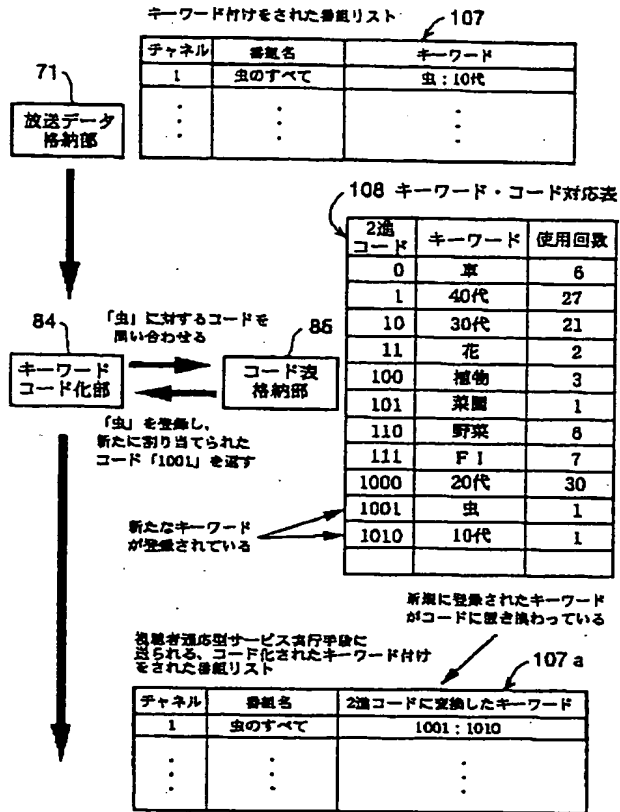 キーワード付けをされた番組リスト 107
チャネル 番組名 キーワード
1 虫のすべて 虫：10代
71
放送データ
格納部
108 キーワード・コード対応表
2進
コード キーワード 使用回数
0 車 6
1 40代 27
10 30代 21
11 花 2
100 植物 3
101 菜園 1
110 野菜 6
111 F I 7
1000 20代 30
1001 虫 1
1010 10代 1
84
「虫」に対するコードを
問い合わせる
キーワード
コード化部
コード表
格納部
「虫」を登録し、
新たに割り当てられた
コード「1001」を返す
新たなキーワード
が登録されている
新規に登録されたキーワード
がコードに置き換わっている
視聴者適応型サービス実行手段に
送られる、コード化されたキーワード付け
をされた番組リスト
107 a
チャネル 番組名 2進コードに変換したキーワード
1 虫のすべて 1001：1010